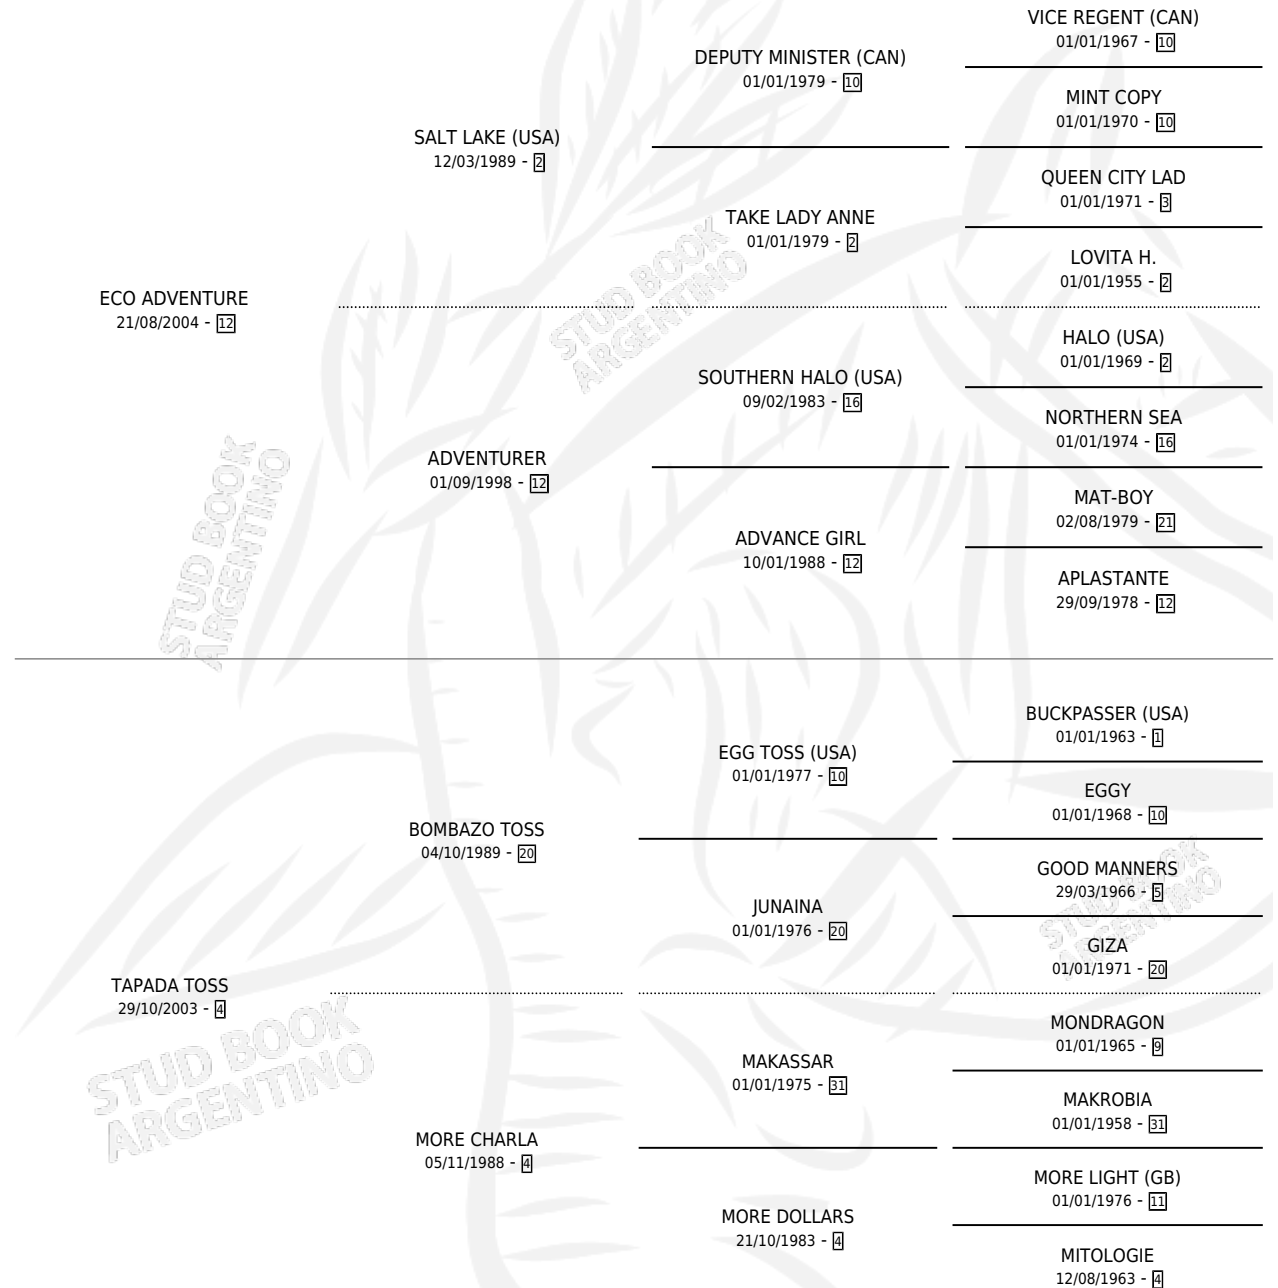 VICE REGENT (CAN)
01/01/1967 - 10
DEPUTY MINISTER (CAN)
01/01/1979 - 10
MINT COPY
01/01/1970 - 10
SALT LAKE (USA)
12/03/1989 - 2
QUEEN CITY LAD
01/01/1971 - 3
TAKE LADY ANNE
01/01/1979 - 2
LOVITA H.
01/01/1955 - 2
ECO ADVENTURE
21/08/2004 - 12
STUD BOOK
ARGENTINO
HALO (USA)
01/01/1969 - 2
SOUTHERN HALO (USA)
09/02/1983 - 16
NORTHERN SEA
01/01/1974 - 16
ADVENTURER
01/09/1998 - 12
MAT-BOY
02/08/1979 - 21
ADVANCE GIRL
10/01/1988 - 12
APLASTANTE
29/09/1978 - 12
STUD BOOK
ARGENTINO
BUCKPASSER (USA)
01/01/1963 - 1
EGG TOSS (USA)
01/01/1977 - 10
EGGY
01/01/1968 - 10
BOMBAZO TOSS
04/10/1989 - 20
GOOD MANNERS
29/03/1966 - 5
JUNAINA
01/01/1976 - 20
GIZA
01/01/1971 - 20
STUD BOOK
ARGENTINO
TAPADA TOSS
29/10/2003 - 4
MONDRAGON
01/01/1965 - 9
MAKASSAR
01/01/1975 - 31
MAKROBIA
01/01/1958 - 31
STUD BOOK
ARGENTINO
MORE CHARLA
05/11/1988 - 4
MORE LIGHT (GB)
01/01/1976 - 11
MORE DOLLARS
21/10/1983 - 4
MITOLOGIE
12/08/1963 - 4